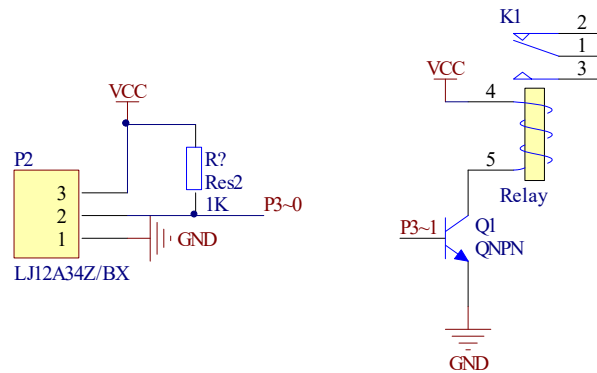 VCC
P2
3
2
1
R?
Res2
1K
P3~0
GND
LJ12A34Z/BX
K1
2
1
3
VCC
4
5
Relay
P3~1
Q1
QNPN
GND